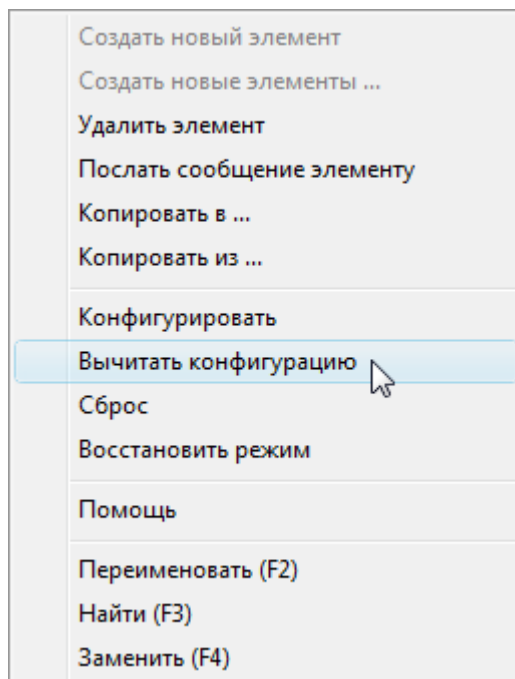 Создать новый элемент
Создать новые элементы ...
Удалить элемент
Послать сообщение элементу
Копировать в ...
Копировать из ...
Конфигурировать
Вычитать конфигурацию
Сброс
Восстановить режим
Помощь
Переименовать (F2)
Найти (F3)
Заменить (F4)